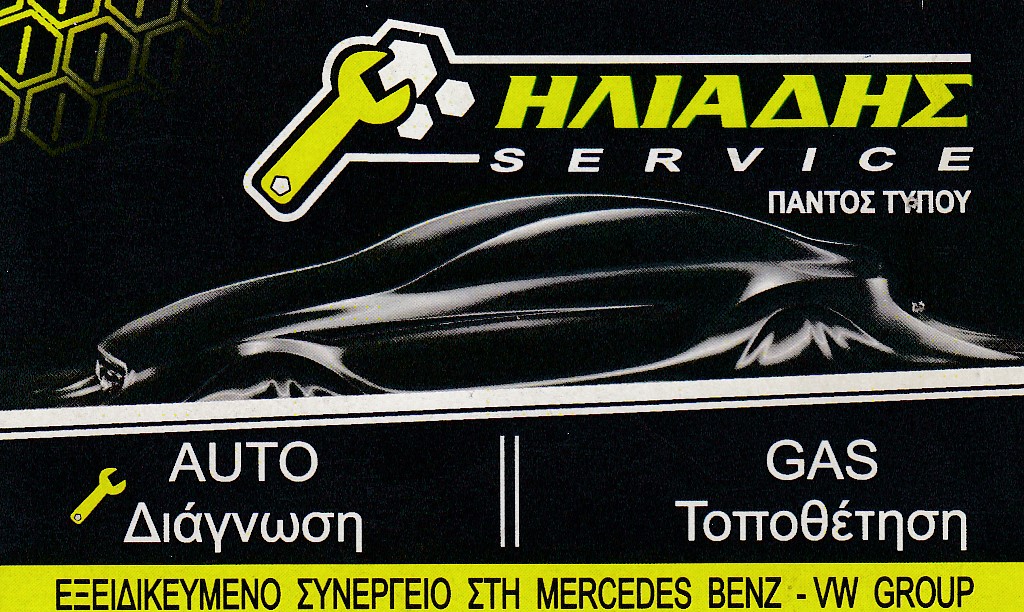 ΗΛΙΑΔΗΣ
SERVICE
ΠΑΝΤΟΣ ΤΥΠΟΥ
AUTO
Διάγνωση
GAS
Τοποθέτηση
ΕΞΕΙΔΙΚΕΥΜΕΝΟ ΣΥΝΕΡΓΕΙΟ ΣΤΗ MERCEDES BENZ - VW GROUP